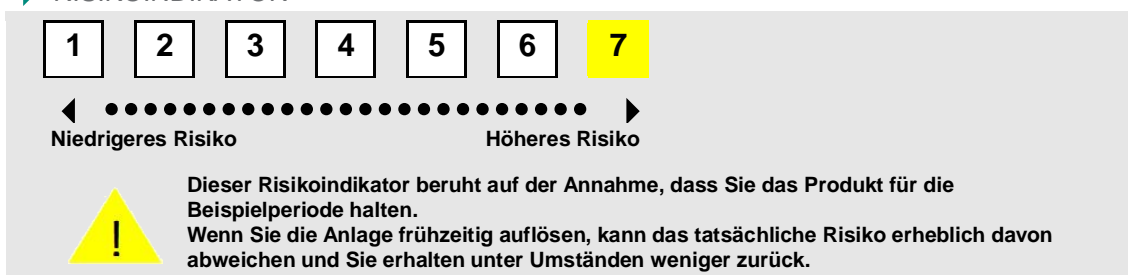 RISIKOINDIKATOR
1 2 3 4 5 6 7
Niedrigeres Risiko Höheres Risiko
Dieser Risikoindikator beruht auf der Annahme, dass Sie das Produkt für die
Beispielperiode halten.
Wenn Sie die Anlage frühzeitig auflösen, kann das tatsächliche Risiko erheblich davon
abweichen und Sie erhalten unter Umständen weniger zurück.